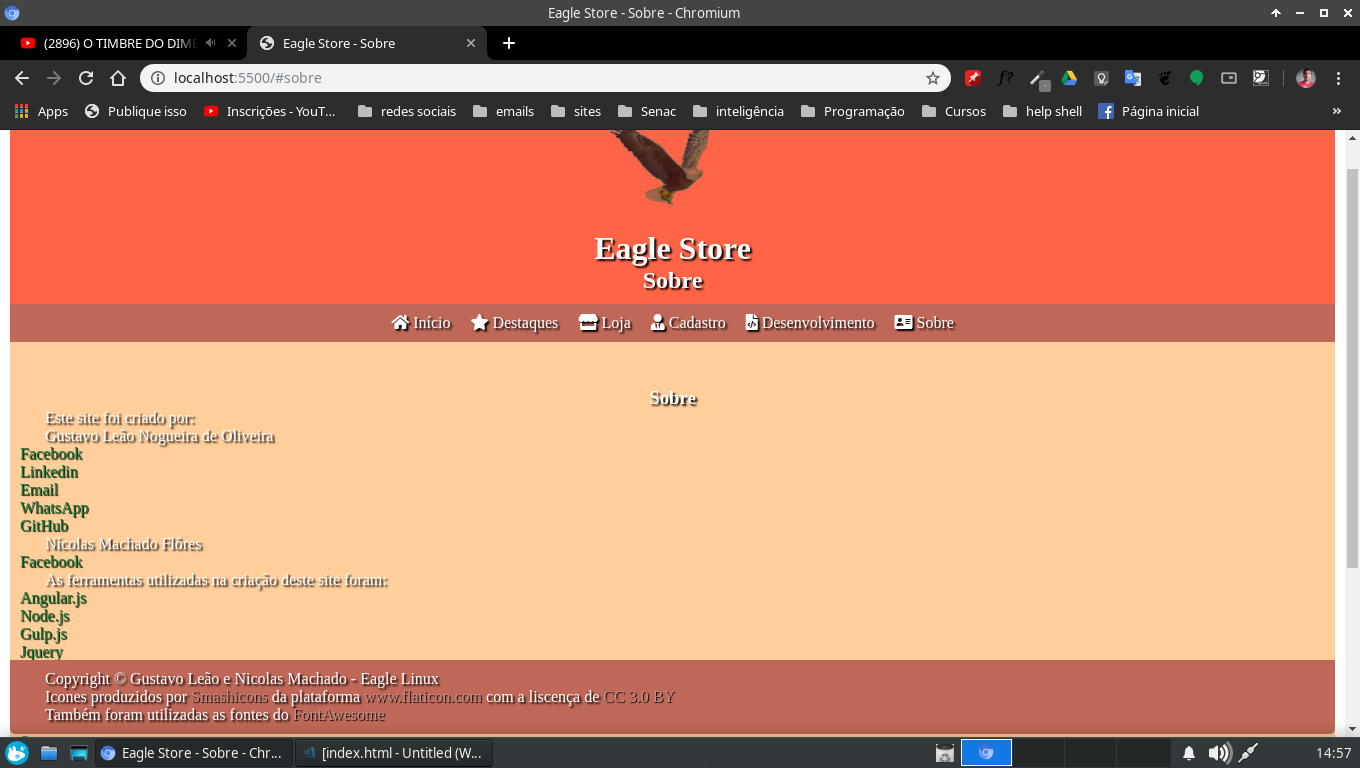 Eagle Store - Sobre - Chromium
(2896) O TIMBRE DO DIME
Eagle Store - Sobre
localhost:5500/#sobre
Apps Publique isso Inscrições - YouT... redes sociais emails sites Senac inteligência Programação Cursos help shell Página inicial »
Eagle Store
Sobre
Início Destaques Loja Cadastro Desenvolvimento Sobre
Sobre
Este site foi criado por:
Gustavo Leão Nogueira de Oliveira
Facebook
Linkedin
Email
WhatsApp
GitHub
Nícolas Machado Flôres
Facebook
As ferramentas utilizadas na criação deste site foram:
Angular.js
Node.js
Gulp.js
Jquery
Copyright © Gustavo Leão e Nicolas Machado - Eagle Linux
Icones produzidos por Smashicons da plataforma www.flaticon.com com a liscença de CC 3.0 BY
Também foram utilizadas as fontes do FontAwesome
Eagle Store - Sobre - Chr... [index.html - Untitled (W... 14:57